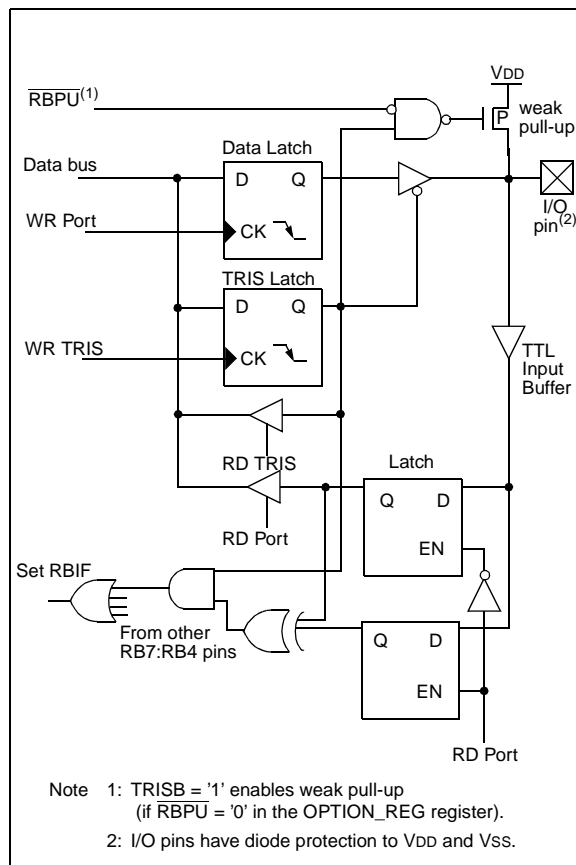 VDD
RBPU(1)
weak
pull-up
P
Data Latch
Data bus
D Q
I/O
pin(2)
WR Port
CK
TRIS Latch
D Q
WR TRIS
CK
TTL
Input
Buffer
RD TRIS
Latch
Q D
RD Port
EN
Set RBIF
From other
RB7:RB4 pins
Q D
EN
RD Port
Note 1: TRISB = '1' enables weak pull-up
(if RBPU = '0' in the OPTION_REG register).
2: I/O pins have diode protection to VDD and VSS.